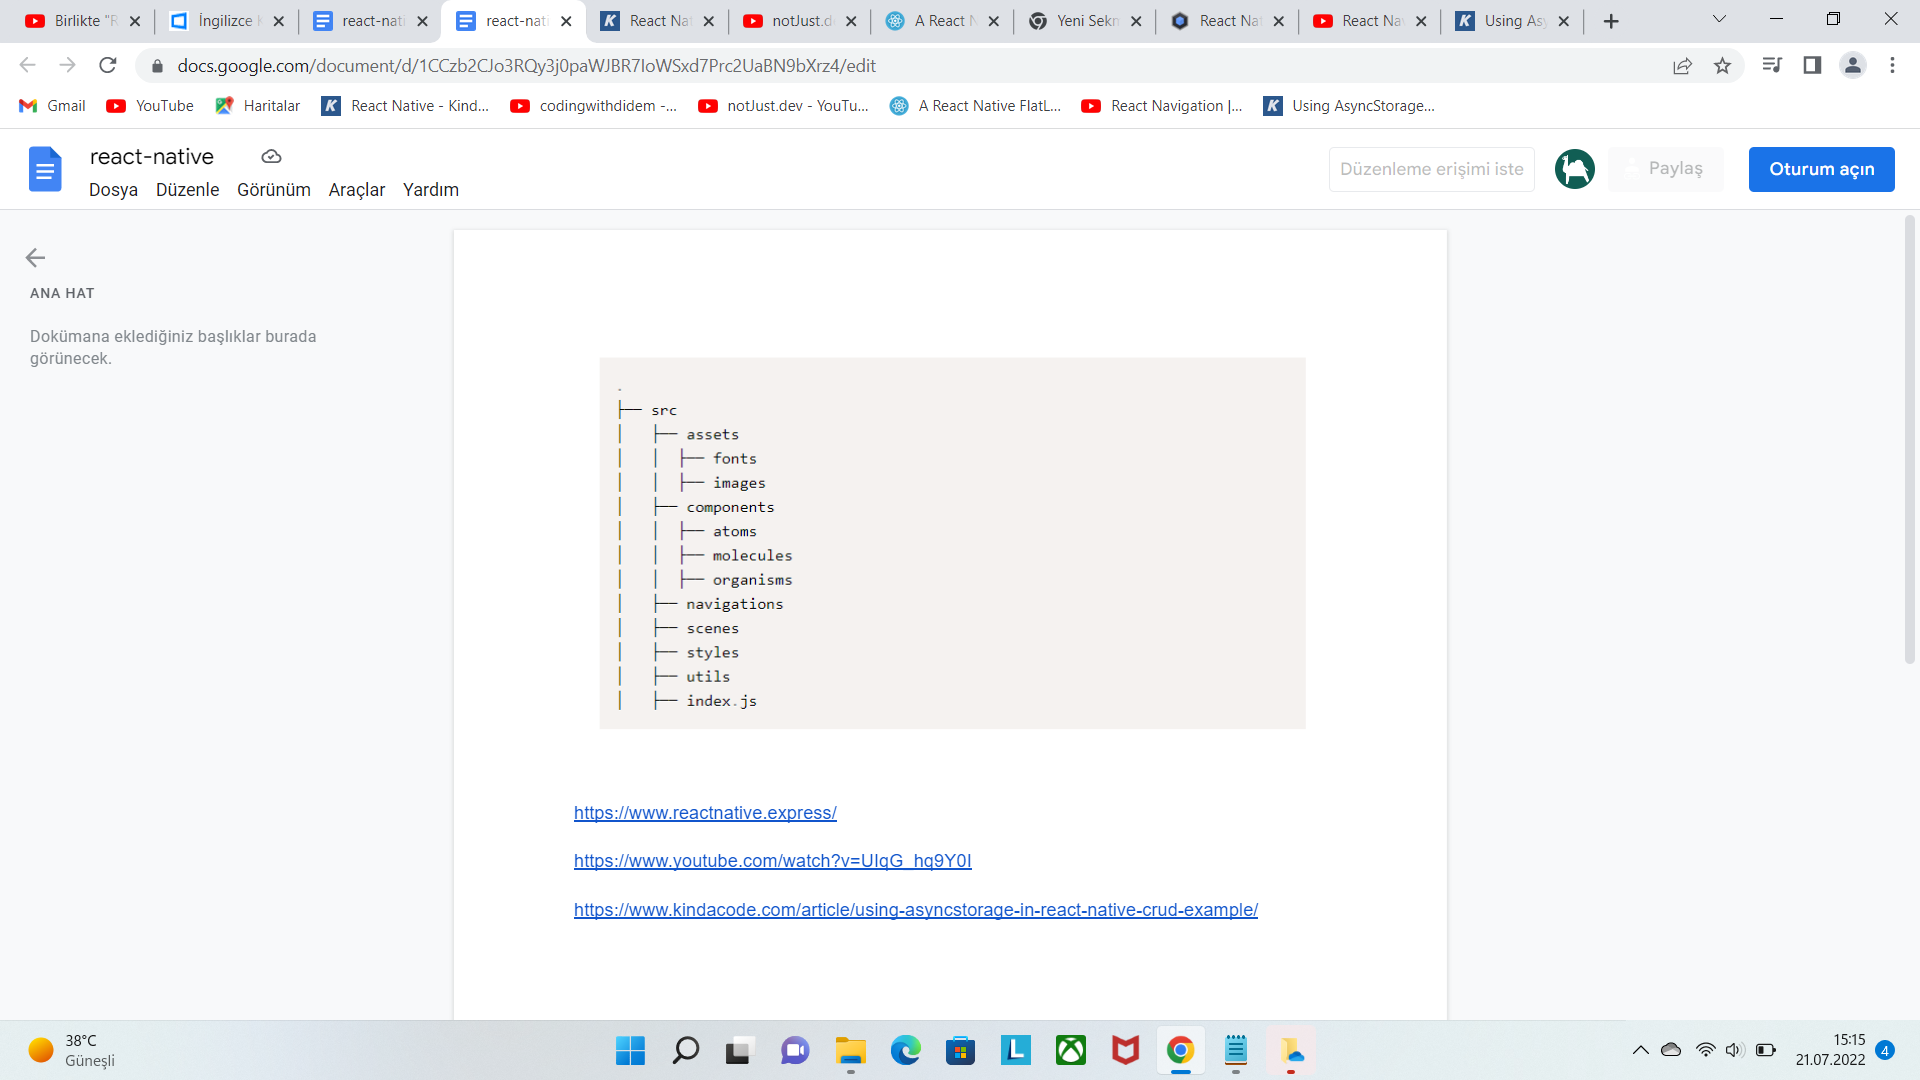 Birlikte "R
İngilizce K
react-nati
react-nati
React Nat
notJust.d
A React N
Yeni Sekm
React Nat
React Nav
Using Asy
docs.google.com/document/d/1CCzb2CJo3RQy3j0paWJBR7IoWSxd7Prc2UaBN9bXrz4/edit
Gmail
YouTube
Haritalar
React Native - Kind...
codingwithdidem -...
notJust.dev - YouTu...
A React Native FlatL...
React Navigation |...
Using AsyncStorage...
react-native
Dosya Düzenle Görünüm Araçlar Yardım
Düzenleme erişimi iste
Paylaş
Oturum açın
ANA HAT
Dokümana eklediğiniz başlıklar burada
görünecek.
.
├── src
│   ├── assets
│   │  ├── fonts
│   │  ├── images
│   ├── components
│   │  ├── atoms
│   │  ├── molecules
│   │  ├── organisms
│   ├── navigations
│   ├── scenes
│   ├── styles
│   ├── utils
│   ├── index.js
https://www.reactnative.express/
https://www.youtube.com/watch?v=UIqG_hq9Y0I
https://www.kindacode.com/article/using-asyncstorage-in-react-native-crud-example/
38°C
Güneşli
15:15
21.07.2022
4